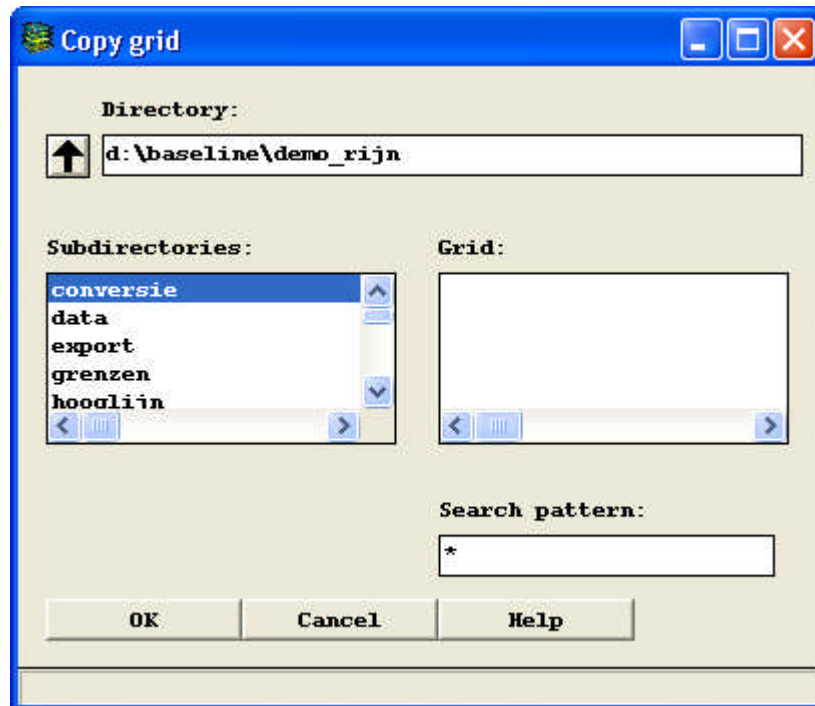 Copy grid
Directory:
d:\baseline\demo_rijn
Subdirectories:
Grid:
conversie
data
export
grenzen
hooglijn
Search pattern:
*
OK
Cancel
Help